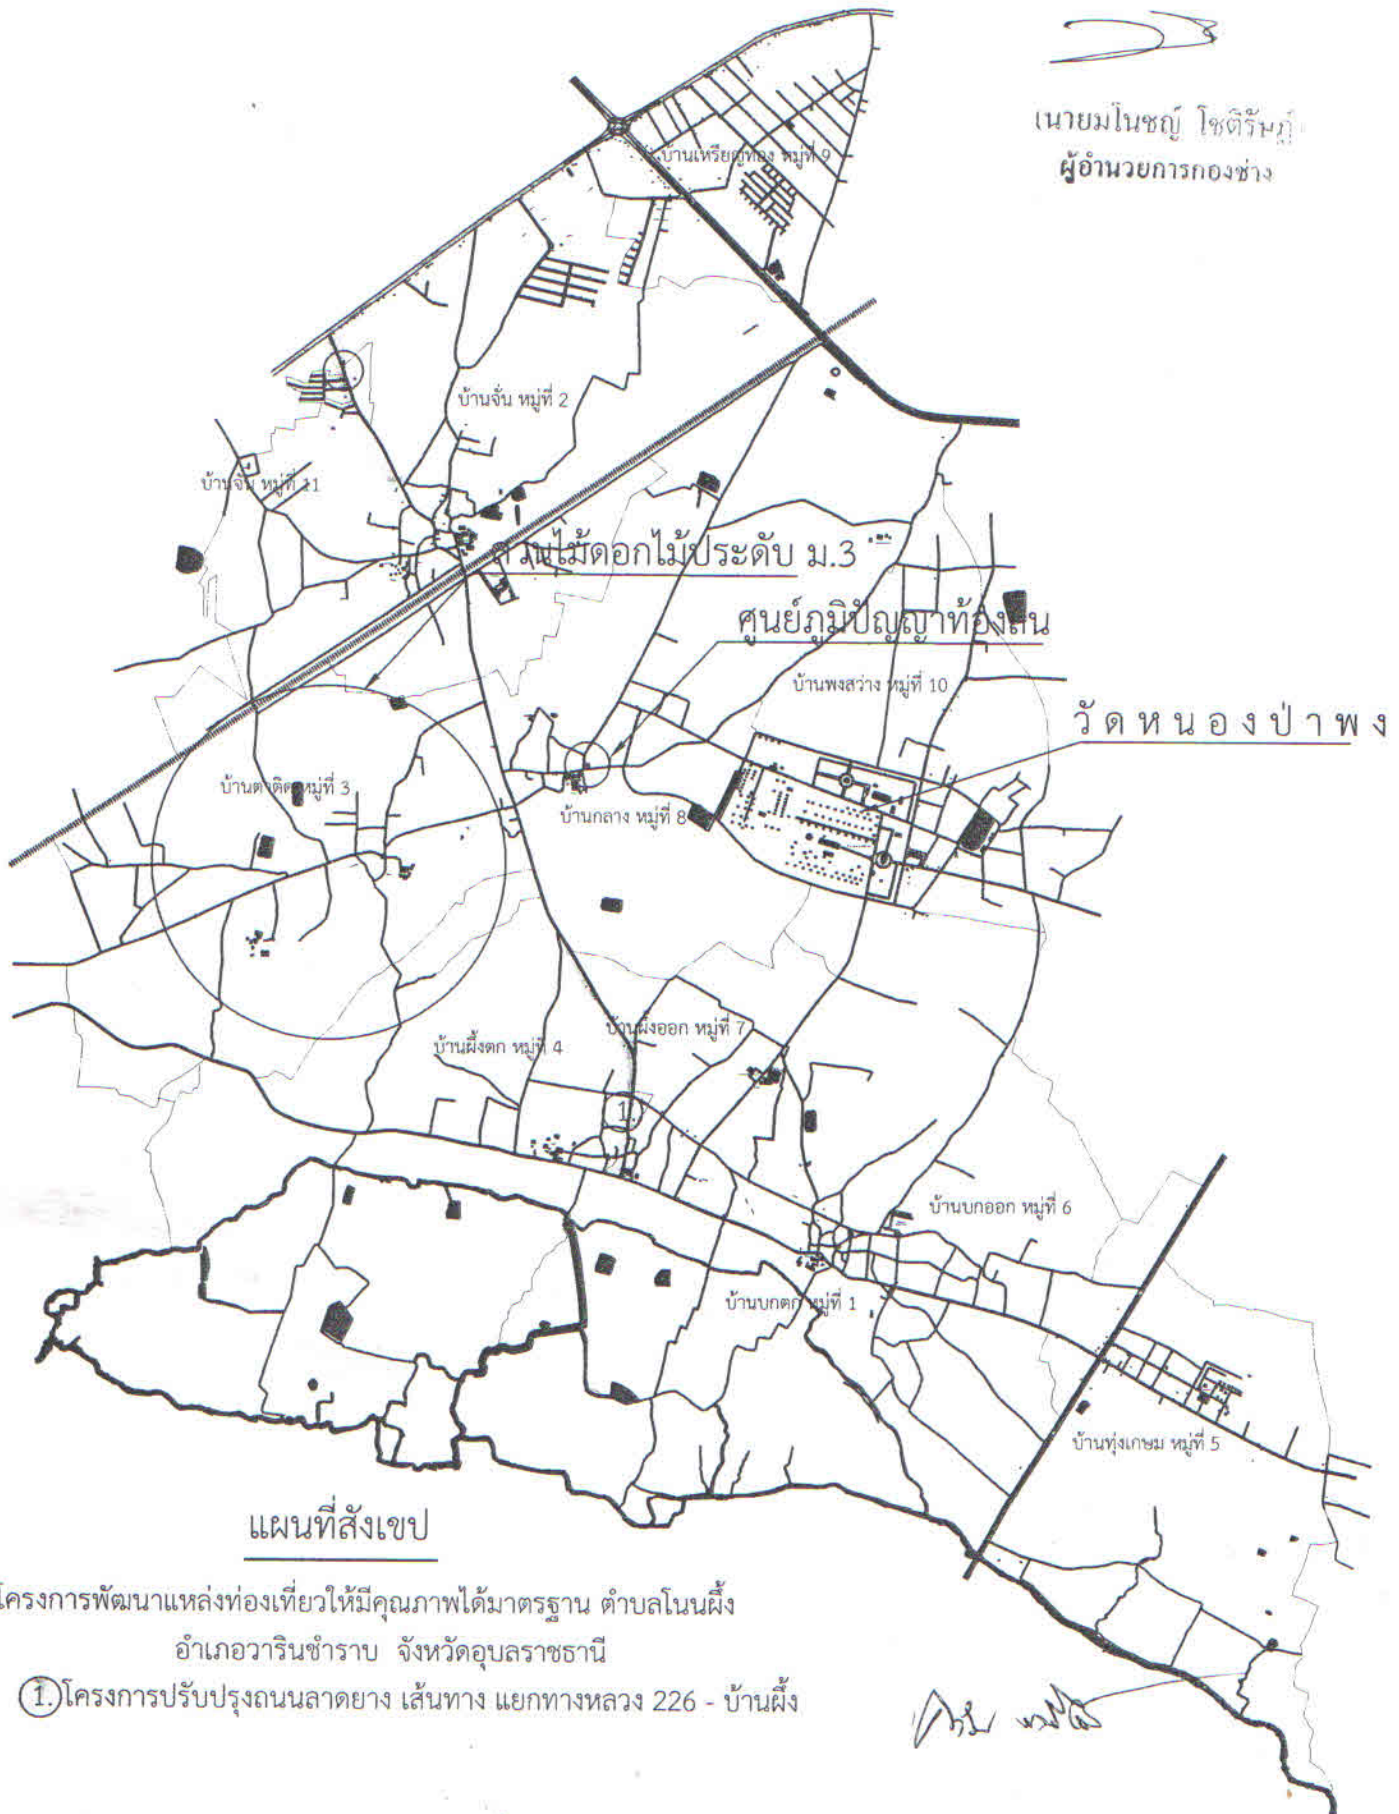 (นายมโนชญ์ โชติรัษฎ์)
ผู้อำนวยการกองช่าง
บ้านเหรียญทอง หมู่ที่ 9
บ้านจั่น หมู่ที่ 2
บ้านจั่น หมู่ที่ 11
สวนไม้ดอกไม้ประดับ ม.3
ศูนย์ภูมิปัญญาท้องถิ่น
บ้านพงสว่าง หมู่ที่ 10
วัดหนองป่าพง
บ้านตาติด หมู่ที่ 3
บ้านกลาง หมู่ที่ 8
บ้านผึ้งออก หมู่ที่ 7
บ้านผึ้งตก หมู่ที่ 4
1.
บ้านบกออก หมู่ที่ 6
บ้านบกตก หมู่ที่ 1
บ้านทุ่งเกษม หมู่ที่ 5
แผนที่สังเขป
โครงการพัฒนาแหล่งท่องเที่ยวให้มีคุณภาพได้มาตรฐาน ตำบลโนนผึ้ง
อำเภอวารินชำราบ จังหวัดอุบลราชธานี
1.โครงการปรับปรุงถนนลาดยาง เส้นทาง แยกทางหลวง 226 - บ้านผึ้ง